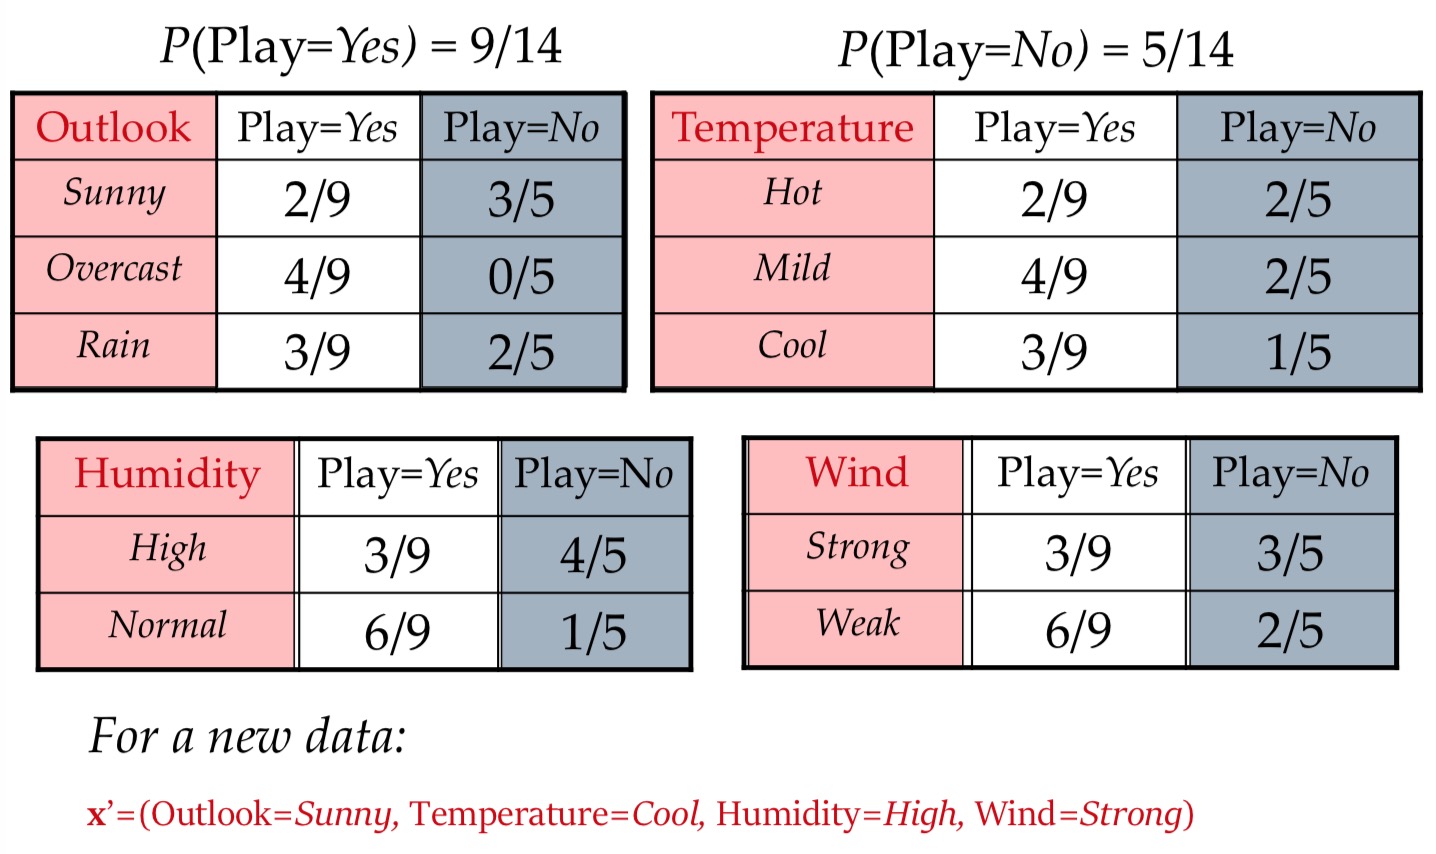 P(Play=Yes) = 9/14
P(Play=No) = 5/14
Outlook Play=Yes Play=No
Sunny 2/9 3/5
Overcast 4/9 0/5
Rain 3/9 2/5
Temperature Play=Yes Play=No
Hot 2/9 2/5
Mild 4/9 2/5
Cool 3/9 1/5
Humidity Play=Yes Play=No
High 3/9 4/5
Normal 6/9 1/5
Wind Play=Yes Play=No
Strong 3/9 3/5
Weak 6/9 2/5
For a new data:
x’=(Outlook=Sunny, Temperature=Cool, Humidity=High, Wind=Strong)